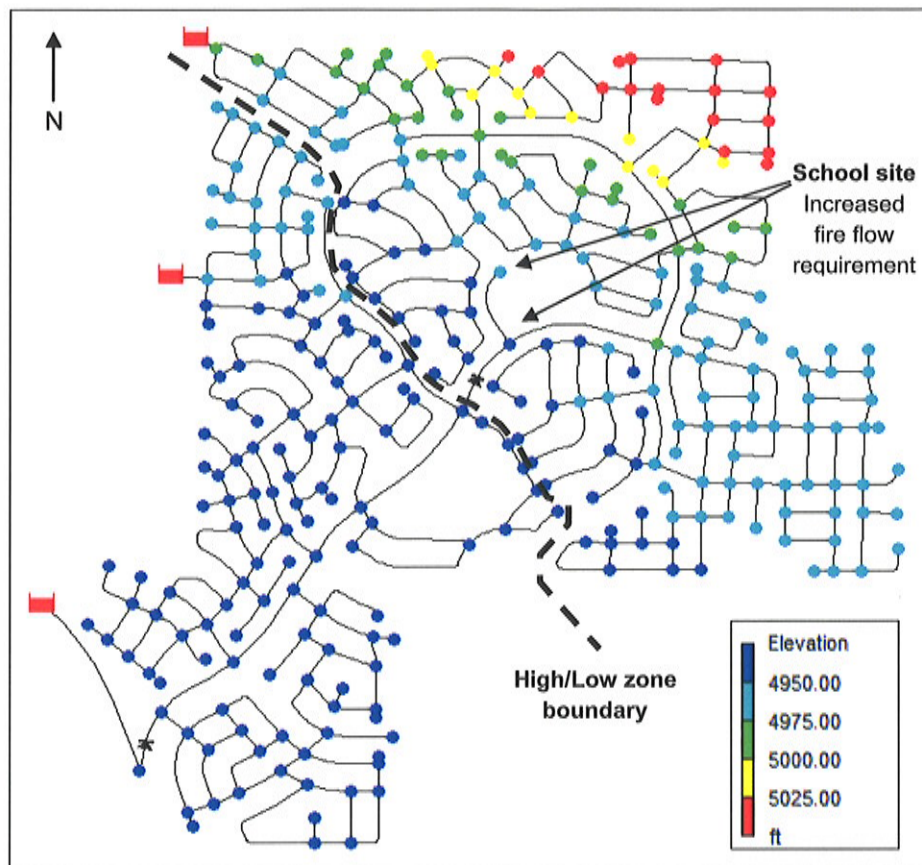 N
School site
Increased
fire flow
requirement
High/Low zone
boundary
Elevation
4950.00
4975.00
5000.00
5025.00
ft